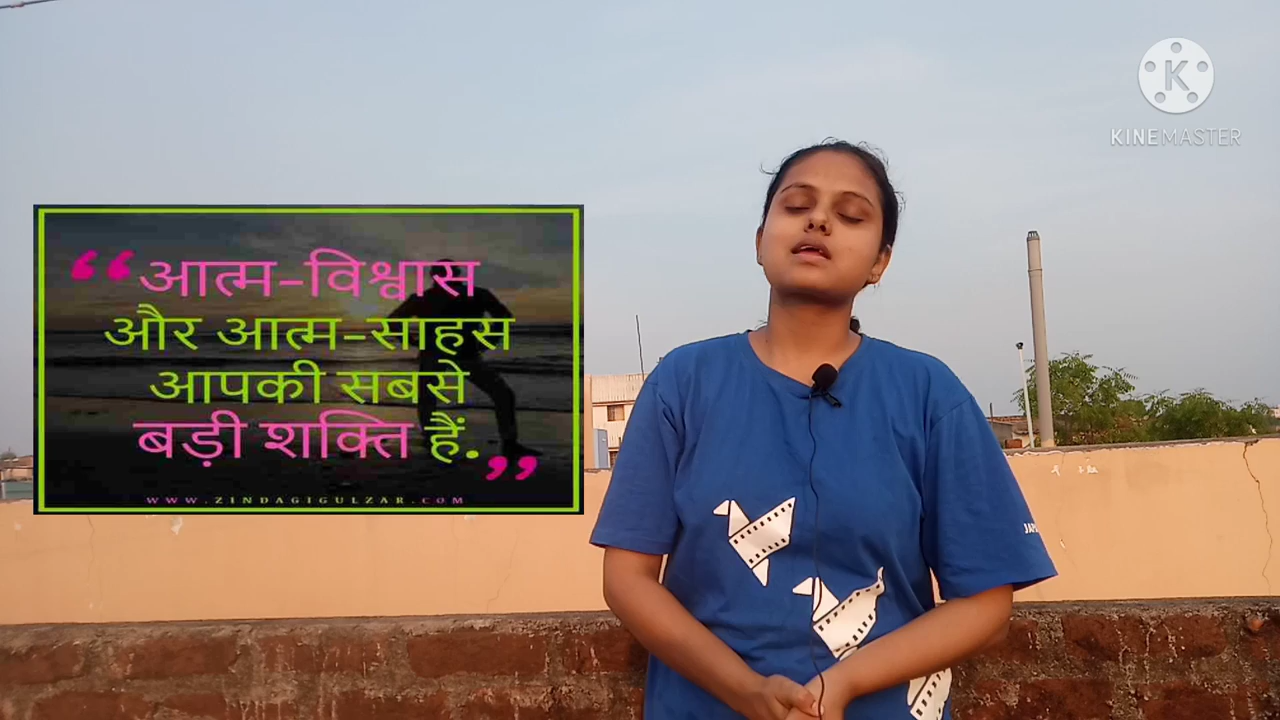 “आत्म-विश्वास
और आत्म-साहस
आपकी सबसे
बड़ी शक्ति हैं.”
WWW.ZINDAGIGULZAR.COM
KINEMASTER